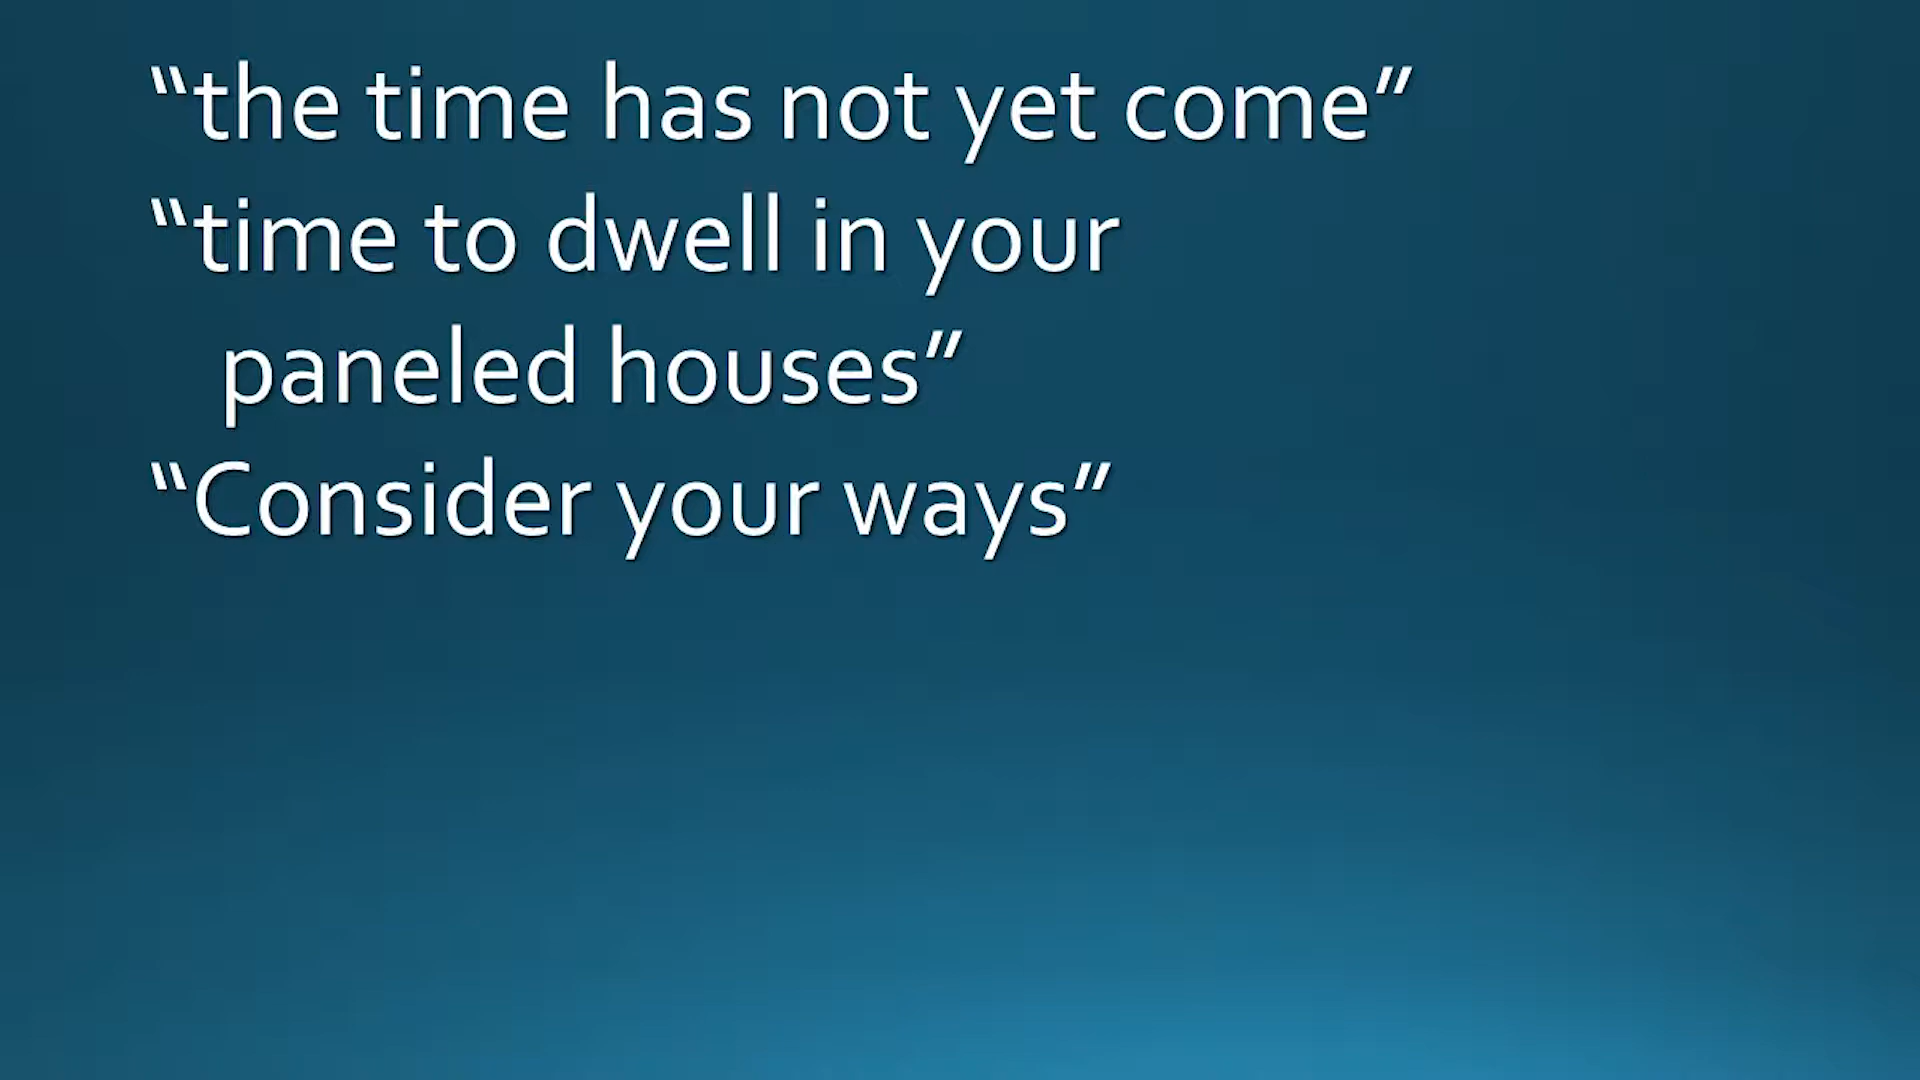 “the time has not yet come”
“time to dwell in your
paneled houses”
“Consider your ways”